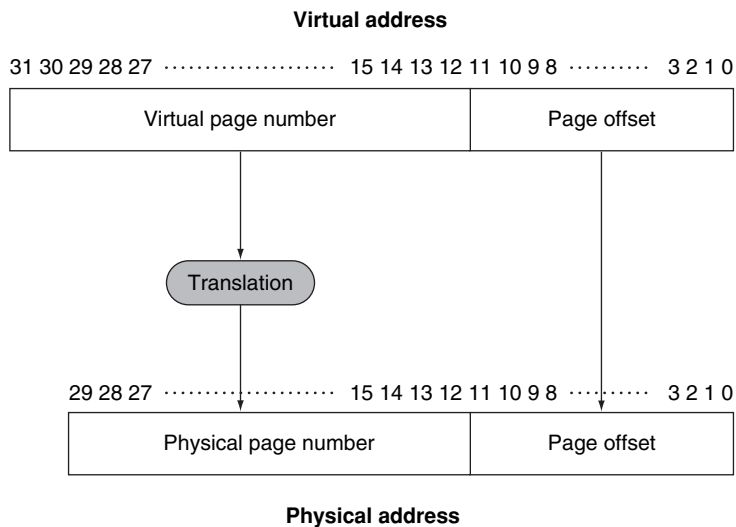 Virtual address
31 30 29 28 27 ····················· 15 14 13 12 11 10 9 8 ·········· 3 2 1 0
Virtual page number Page offset
Translation
29 28 27 ····················· 15 14 13 12 11 10 9 8 ·········· 3 2 1 0
Physical page number Page offset
Physical address